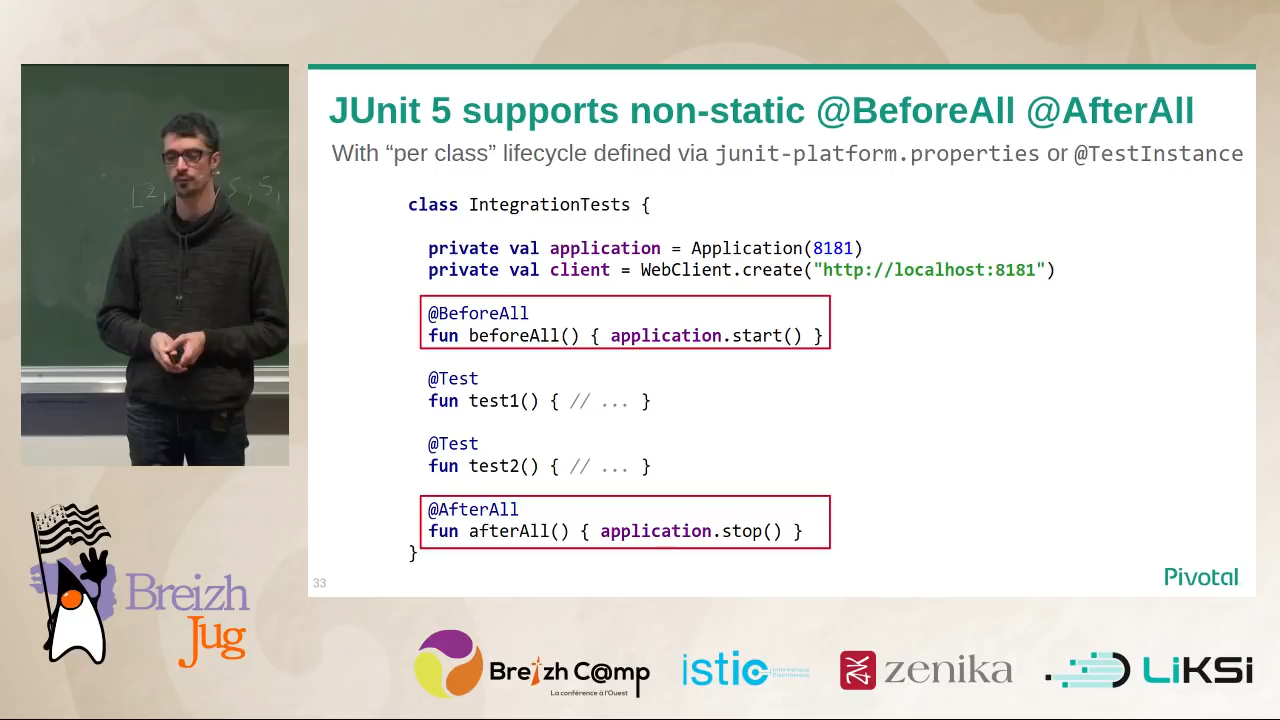 JUnit 5 supports non-static @BeforeAll @AfterAll
With “per class” lifecycle defined via junit-platform.properties or @TestInstance
class IntegrationTests {
private val application = Application(8181)
private val client = WebClient.create("http://localhost:8181")
@BeforeAll
fun beforeAll() { application.start() }
@Test
fun test1() { // ... }
@Test
fun test2() { // ... }
@AfterAll
fun afterAll() { application.stop() }
}
33
Pivotal
Breizh
Jug
Breizh C@mp
La conférence à l'Ouest
istic
zenika
LiKSi